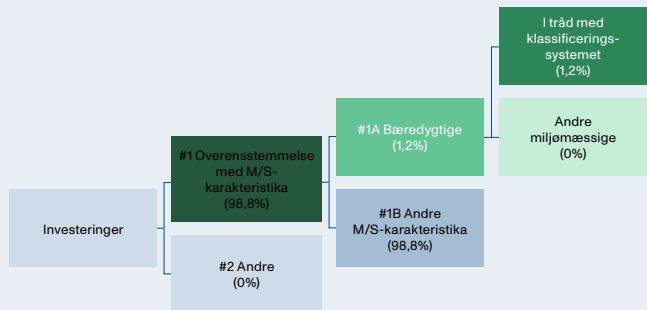 Investeringer
#1 Overensstemmelse
med M/S-
karakteristika
(98,8%)
#2 Andre
(0%)
#1A Bæredygtige
(1,2%)
#1B Andre
M/S-karakteristika
(98,8%)
I tråd med
klassificerings-
systemet
(1,2%)
Andre
miljømæssige
(0%)